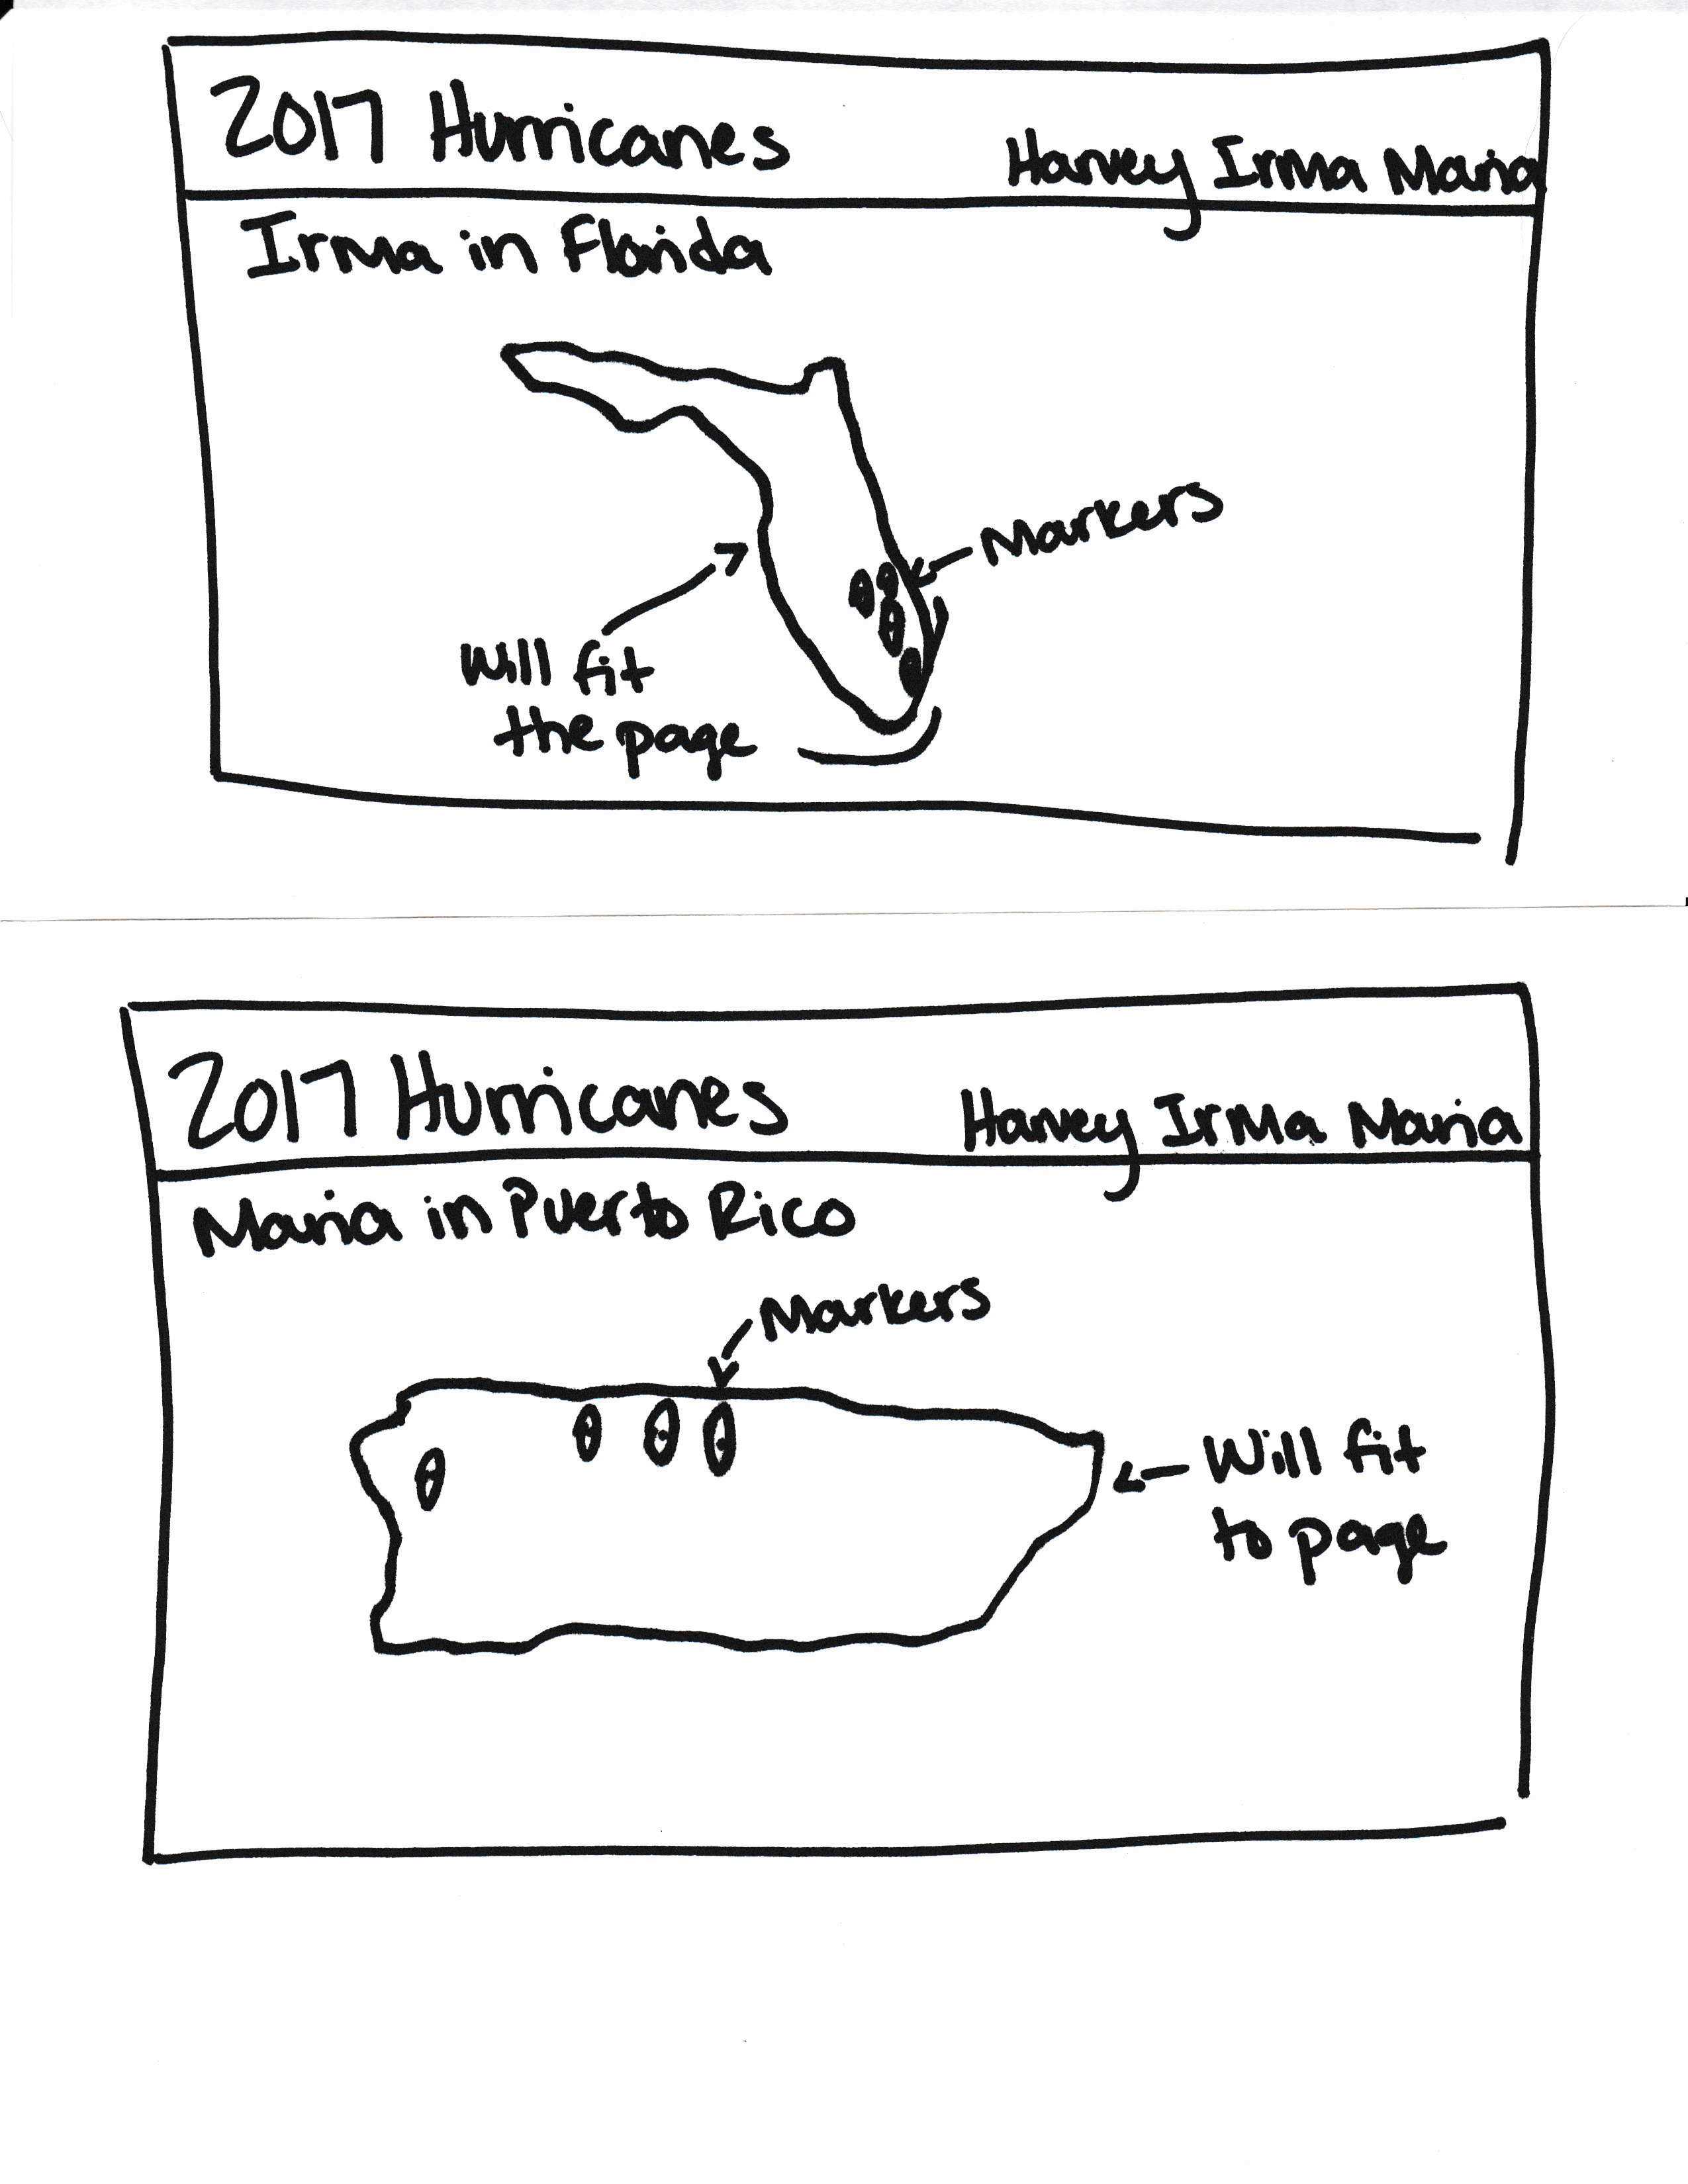 2017 Hurricanes
Harvey Irma Maria
Irma in Florida
Markers
Will fit
the page
2017 Hurricanes
Harvey Irma Maria
Maria in Puerto Rico
Markers
Will fit
to page